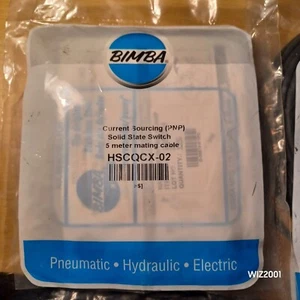 BIMBA
Current Sourcing (PNP)
Solid State Switch
5 meter mating cable
HSCQCX-02
Pneumatic • Hydraulic • Electric
WIZ2001